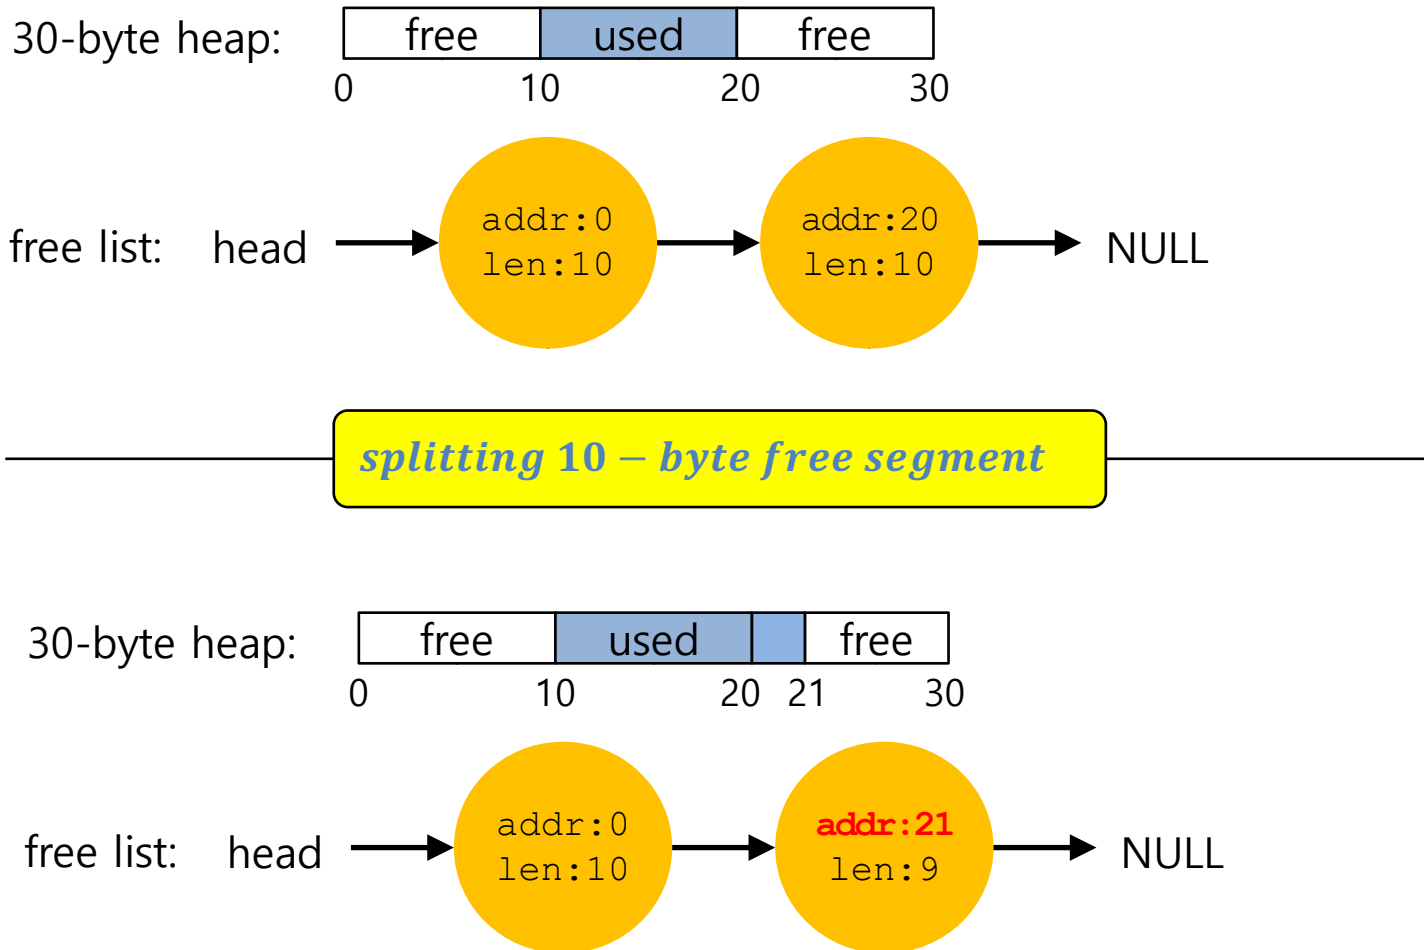 30-byte heap: free used free
0 10 20 30
free list: head addr:0 len:10 addr:20 len:10 NULL
splitting 10 − byte free segment
30-byte heap: free used free
0 10 20 21 30
free list: head addr:0 len:10 addr:21 len:9 NULL